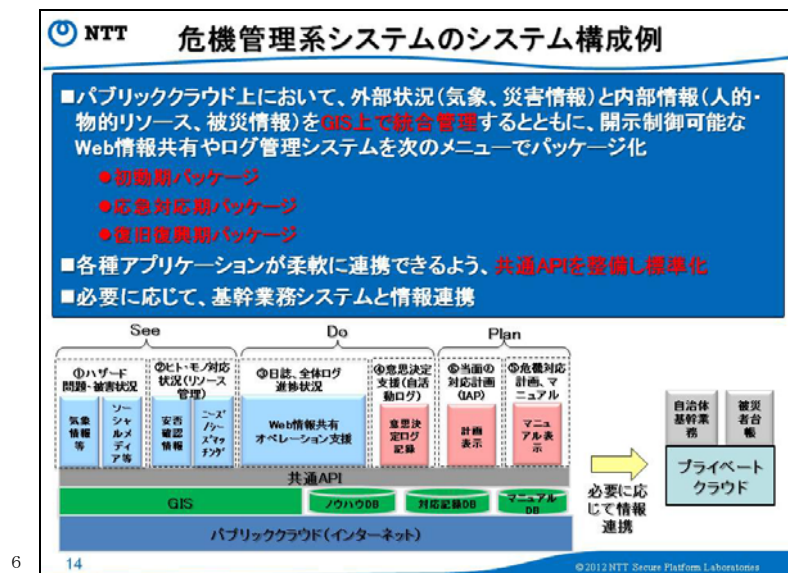 NTT
危機管理系システムのシステム構成例
■パブリッククラウド上において、外部状況(気象、災害情報)と内部情報(人的・
物的リソース、被災情報)をGIS上で統合管理するとともに、開示制御可能な
Web情報共有やログ管理システムを次のメニューでパッケージ化
●初動期パッケージ
●応急対応期パッケージ
●復旧復興期パッケージ
■各種アプリケーションが柔軟に連携できるよう、共通APIを整備し標準化
■必要に応じて、基幹業務システムと情報連携
See
Do
Plan
①ハザード
問題・被害状況
②ヒト・モノ対応
状況(リソース
管理)
③日誌、全体ログ
進捗状況
④意思決定
支援(自活
動ログ)
⑥当面の
対応計画
(IAP)
⑤危機対応
計画、マ
ニュアル
気象
情報
等
ソー
シャ
ルメ
ディ
ア等
安否
確認
情報
ニーズ/
シー
ズマッ
チング
Web情報共有
オペレーション支援
意思決
定ログ
記録
計画
表示
マニュ
アル表
示
共通API
GIS
ノウハウDB
対応記録DB
マニュアル
DB
パブリッククラウド(インターネット)
必要に応
じて情報
連携
自治体
基幹業
務
被災
者台
帳
プライベート
クラウド
6
14
©2012 NTT Secure Platform Laboratories